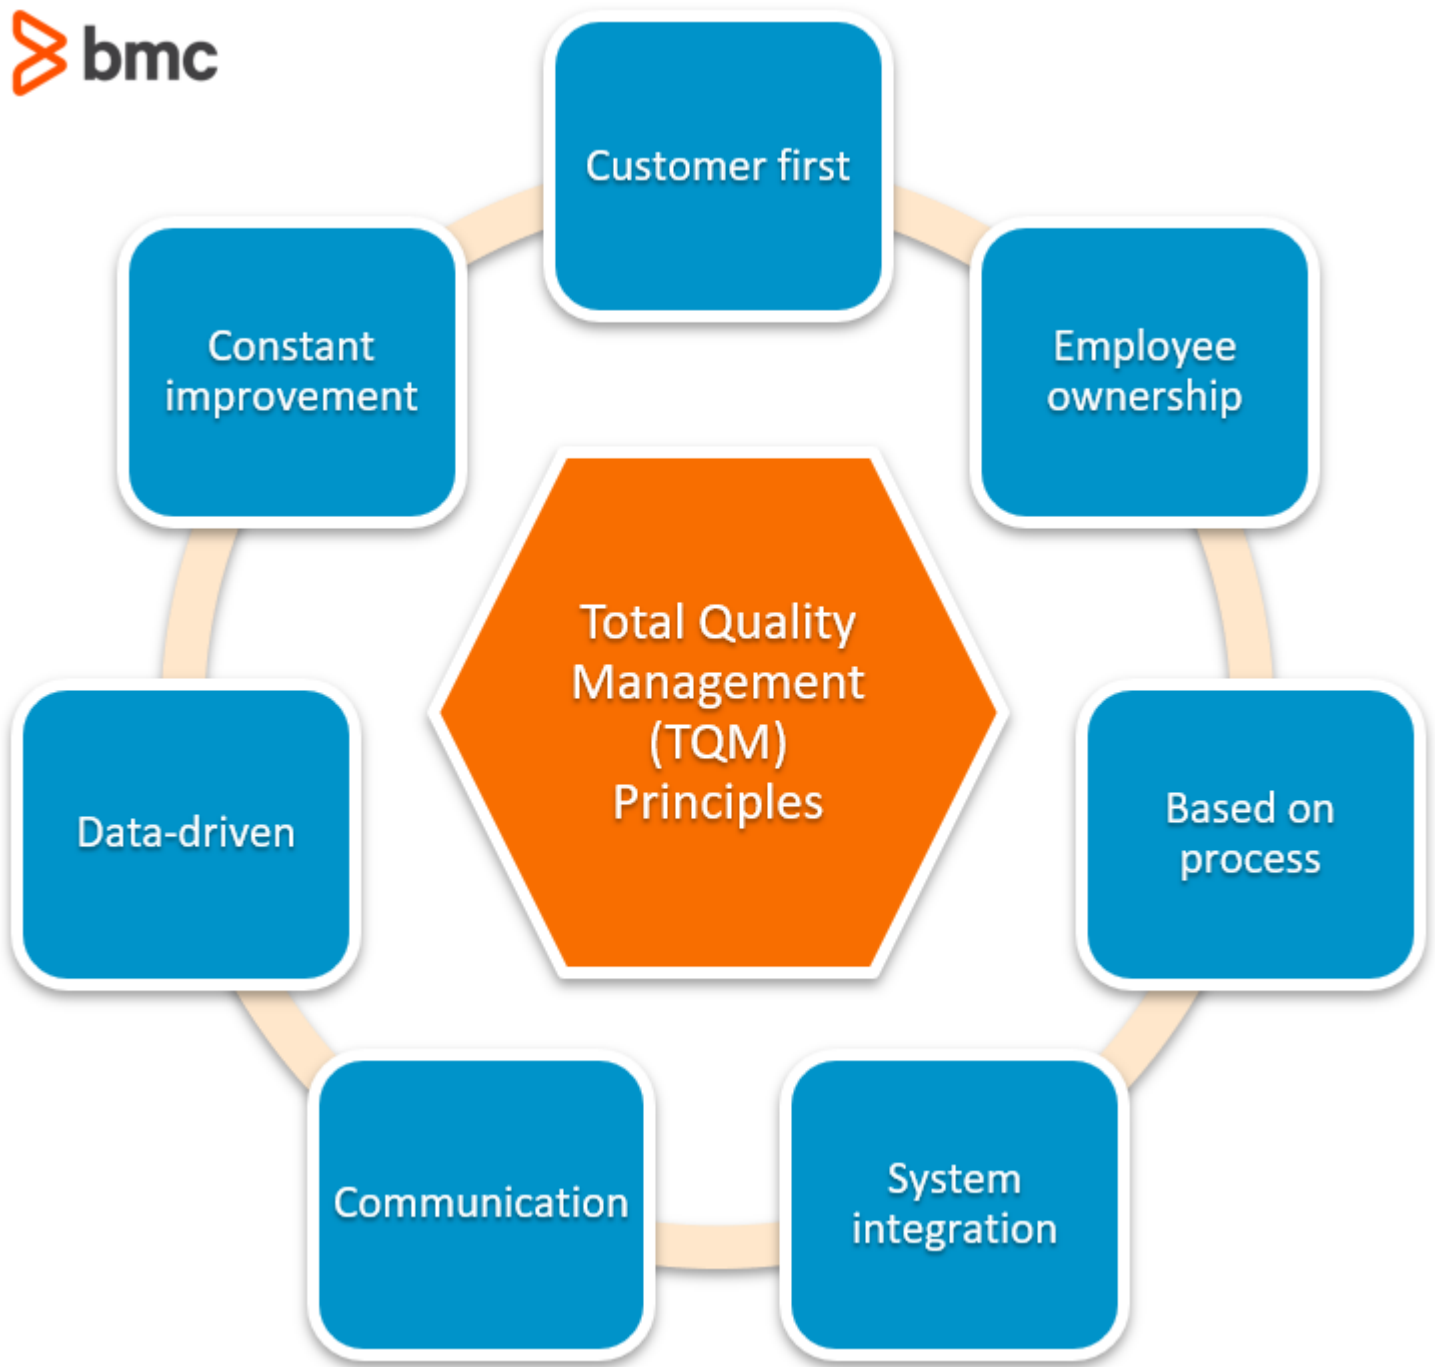 bmc
Customer first
Employee
ownership
Based on
process
System
integration
Communication
Data-driven
Constant
improvement
Total Quality
Management
(TQM)
Principles